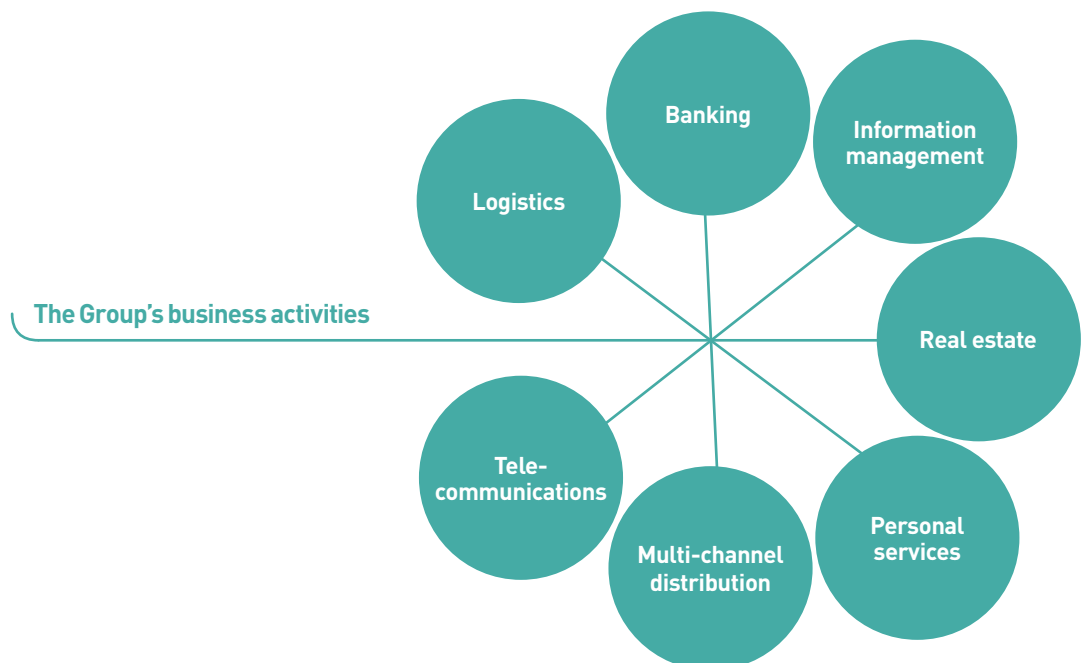 Banking
Information
management
Logistics
The Group’s business activities
Real estate
Tele-
communications
Personal
services
Multi-channel
distribution